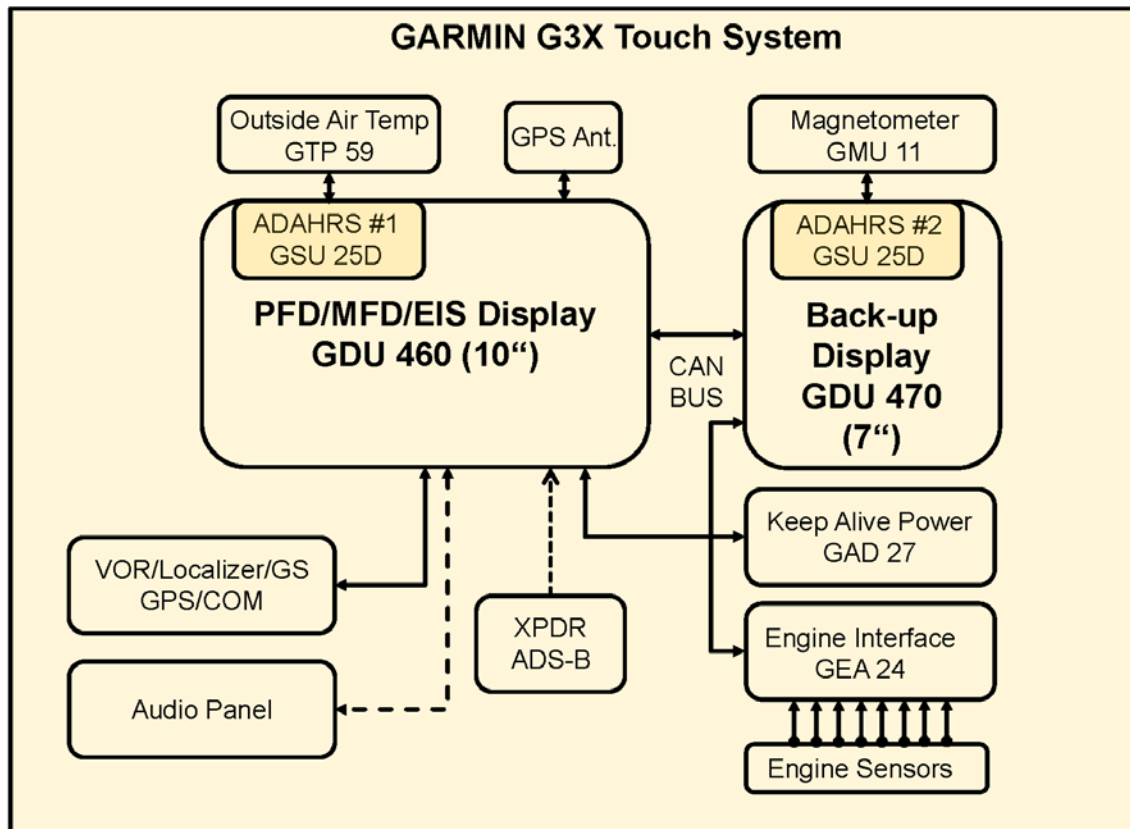 GARMIN G3X Touch System
Outside Air Temp
GTP 59
GPS Ant.
Magnetometer
GMU 11
ADAHRS #1
GSU 25D
ADAHRS #2
GSU 25D
PFD/MFD/EIS Display
GDU 460 (10“)
Back-up
Display
GDU 470
(7“)
CAN
BUS
Keep Alive Power
GAD 27
VOR/Localizer/GS
GPS/COM
XPDR
ADS-B
Engine Interface
GEA 24
Audio Panel
Engine Sensors